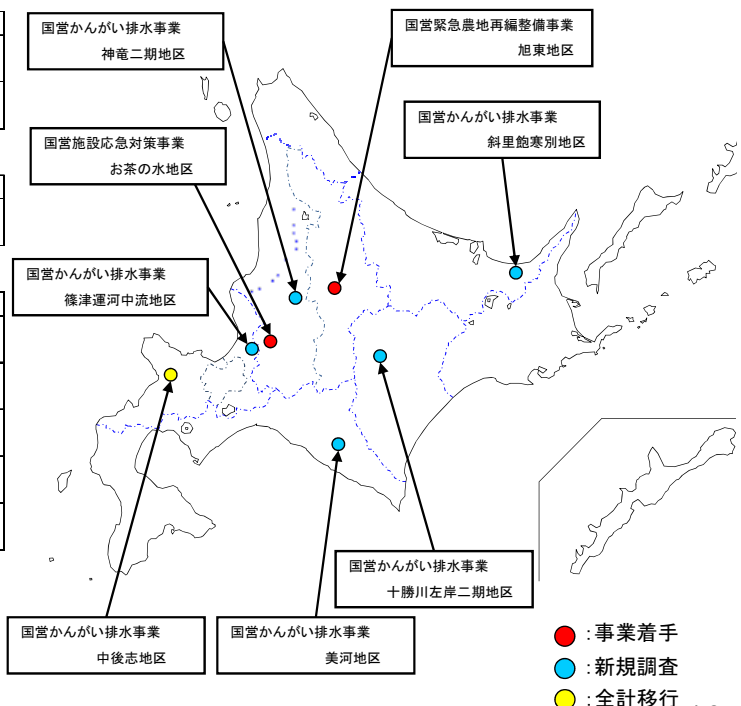 国営かんがい排水事業
神竜二期地区
国営緊急農地再編整備事業
旭東地区
国営かんがい排水事業
斜里飽寒別地区
国営施設応急対策事業
お茶の水地区
国営かんがい排水事業
篠津運河中流地区
国営かんがい排水事業
十勝川左岸二期地区
国営かんがい排水事業
中後志地区
国営かんがい排水事業
美河地区
:事業着手
:新規調査
:全計移行